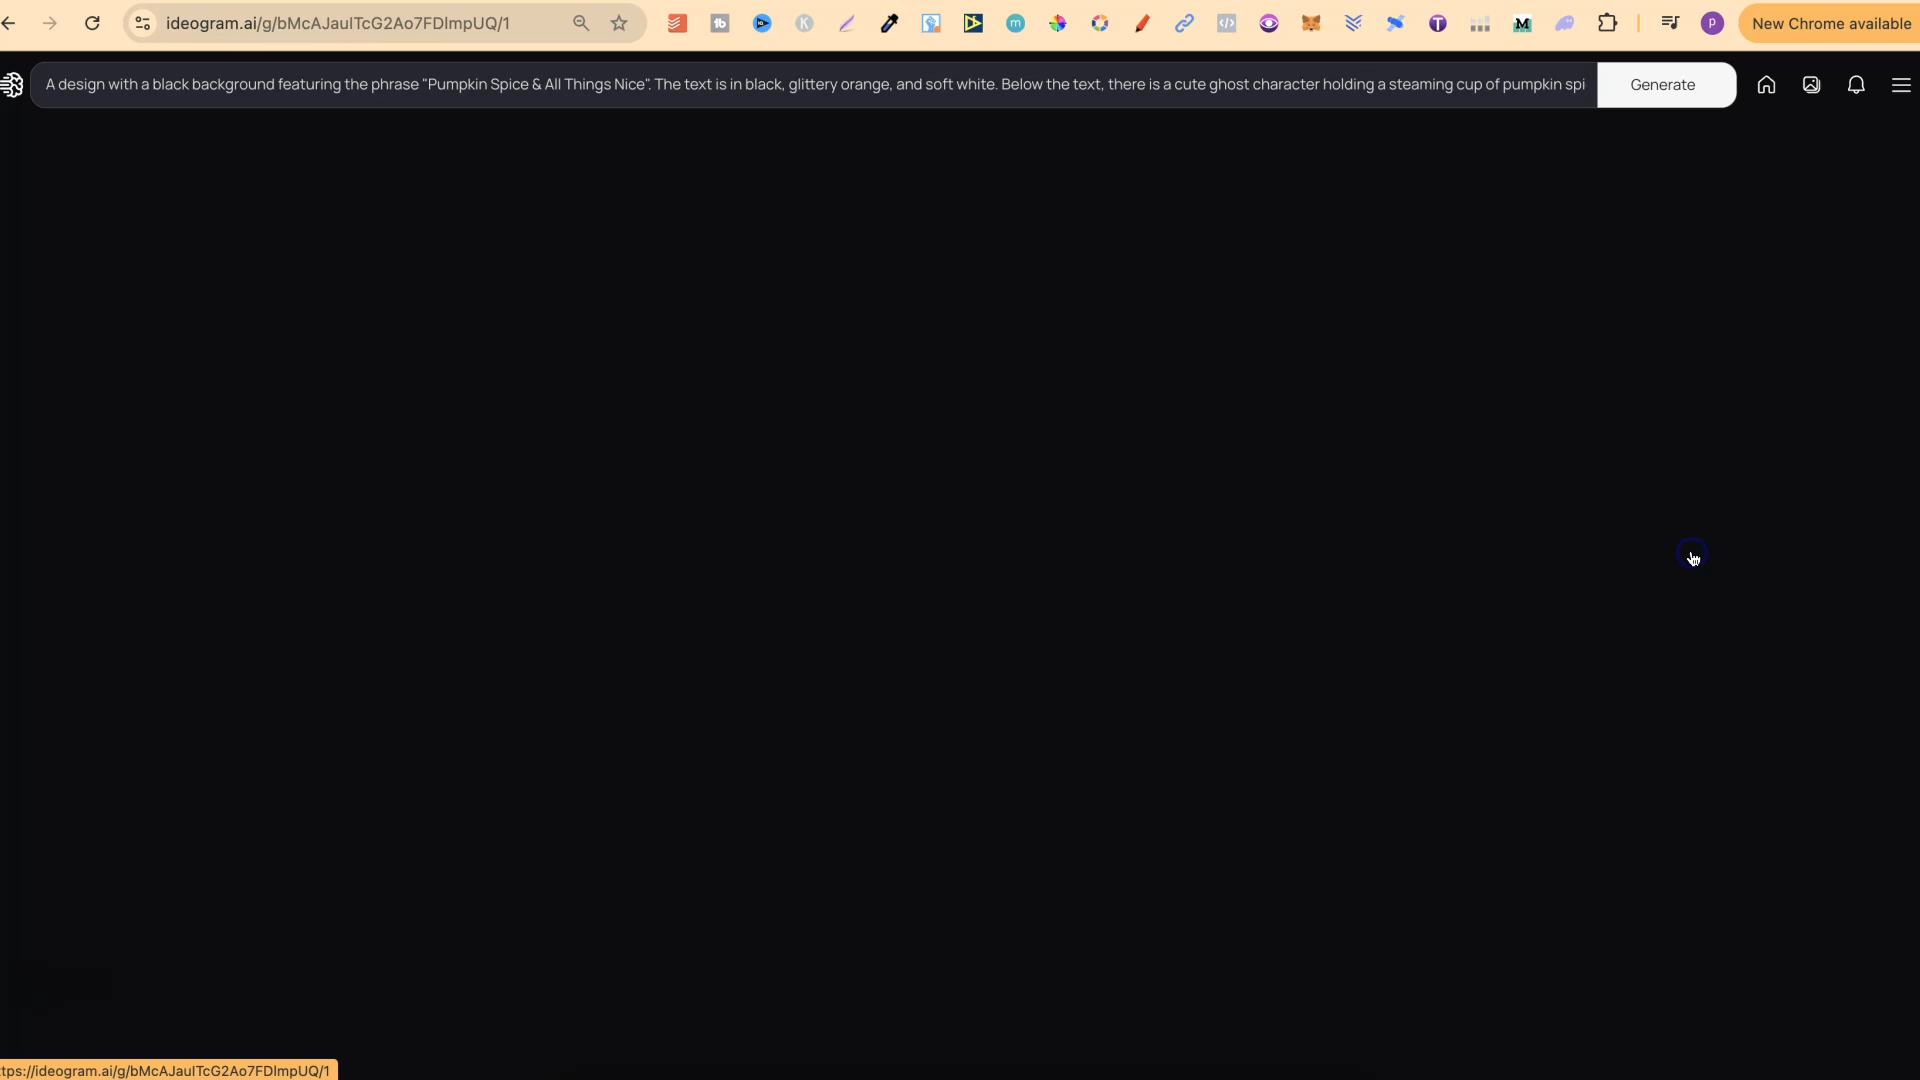 ideogram.ai/g/bMcAJaulTcG2Ao7FDlmpUQ/1
New Chrome available
A design with a black background featuring the phrase "Pumpkin Spice & All Things Nice". The text is in black, glittery orange, and soft white. Below the text, there is a cute ghost character holding a steaming cup of pumpkin spi
Generate
tps://ideogram.ai/g/bMcAJaulTcG2Ao7FDlmpUQ/1